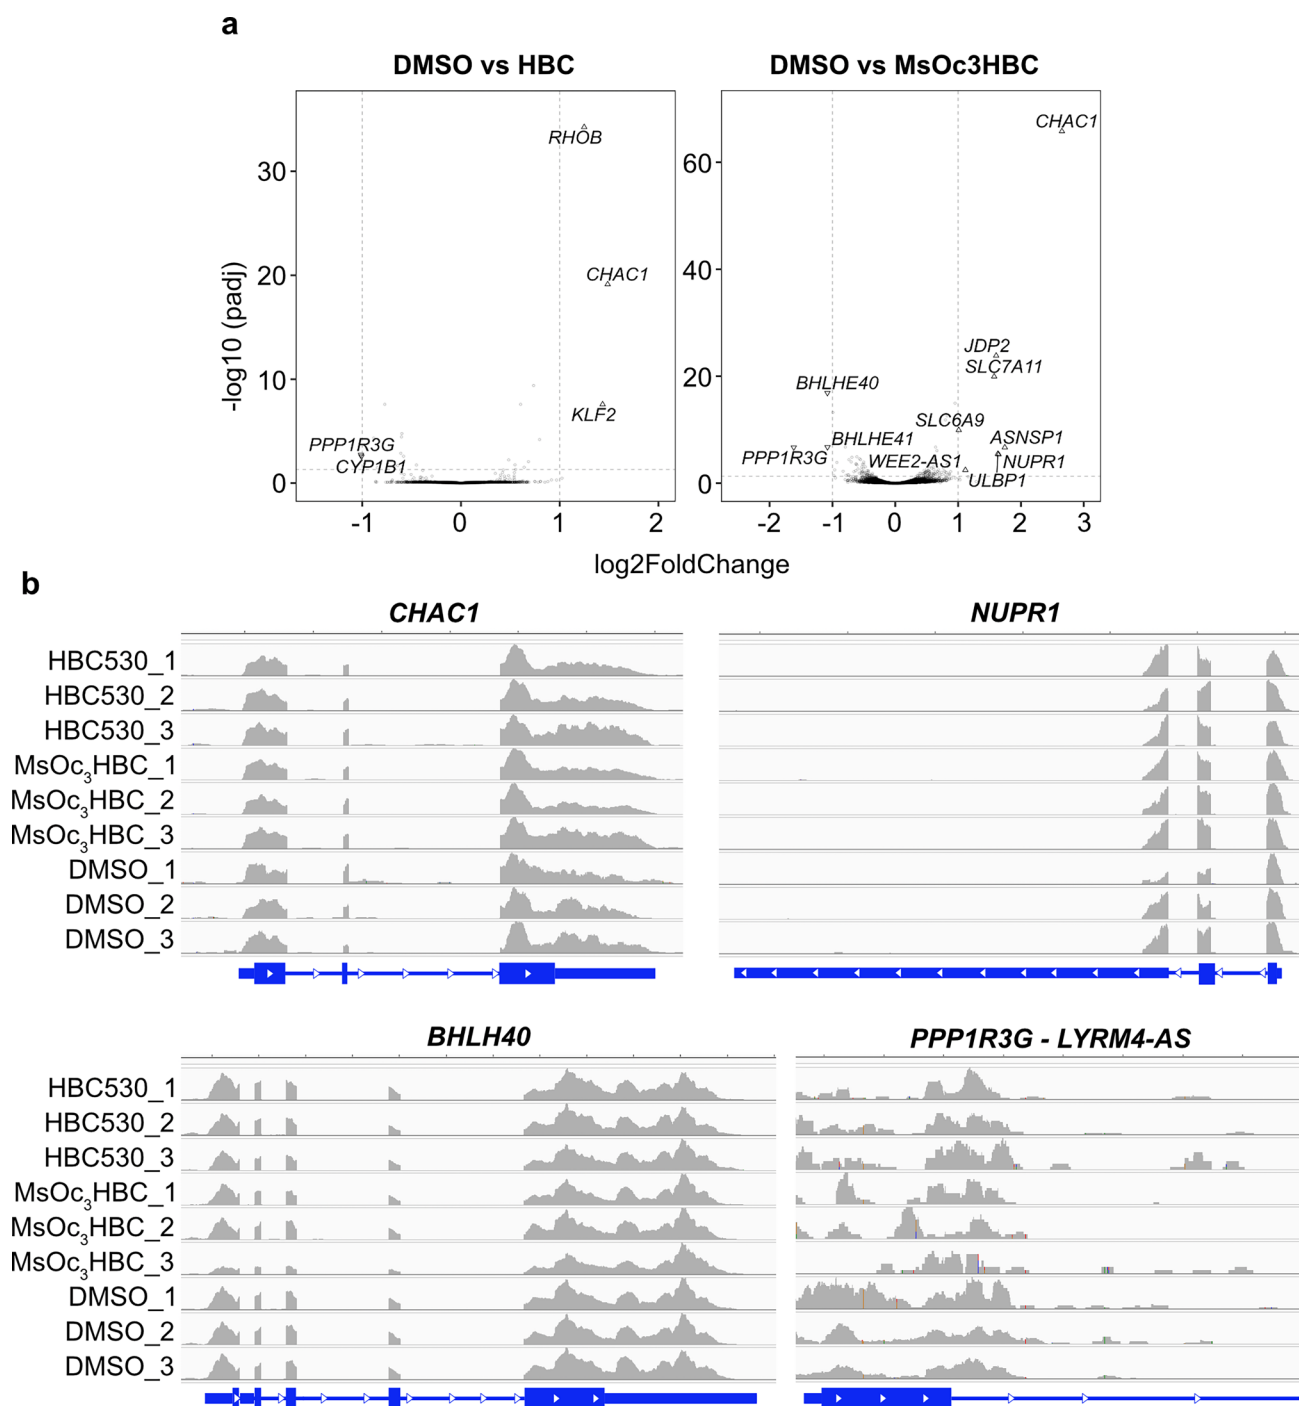 a
DMSO vs HBC
DMSO vs MsOc3HBC
-log10 (padj)
30
20
10
0
RHOB
CHAC1
KLF2
PPP1R3G
CYP1B1
-1 0 1 2
60
40
20
0
CHAC1
JDP2
SLC7A11
BHLHE40
SLC6A9
BHLHE41
ASNSP1
PPP1R3G
WEE2-AS1
NUPR1
ULBP1
-2 -1 0 1 2 3
log2FoldChange
b
CHAC1
NUPR1
HBC530_1
HBC530_2
HBC530_3
MsOc₃HBC_1
MsOc₃HBC_2
MsOc₃HBC_3
DMSO_1
DMSO_2
DMSO_3
BHLH40
PPP1R3G - LYRM4-AS
HBC530_1
HBC530_2
HBC530_3
MsOc₃HBC_1
MsOc₃HBC_2
MsOc₃HBC_3
DMSO_1
DMSO_2
DMSO_3